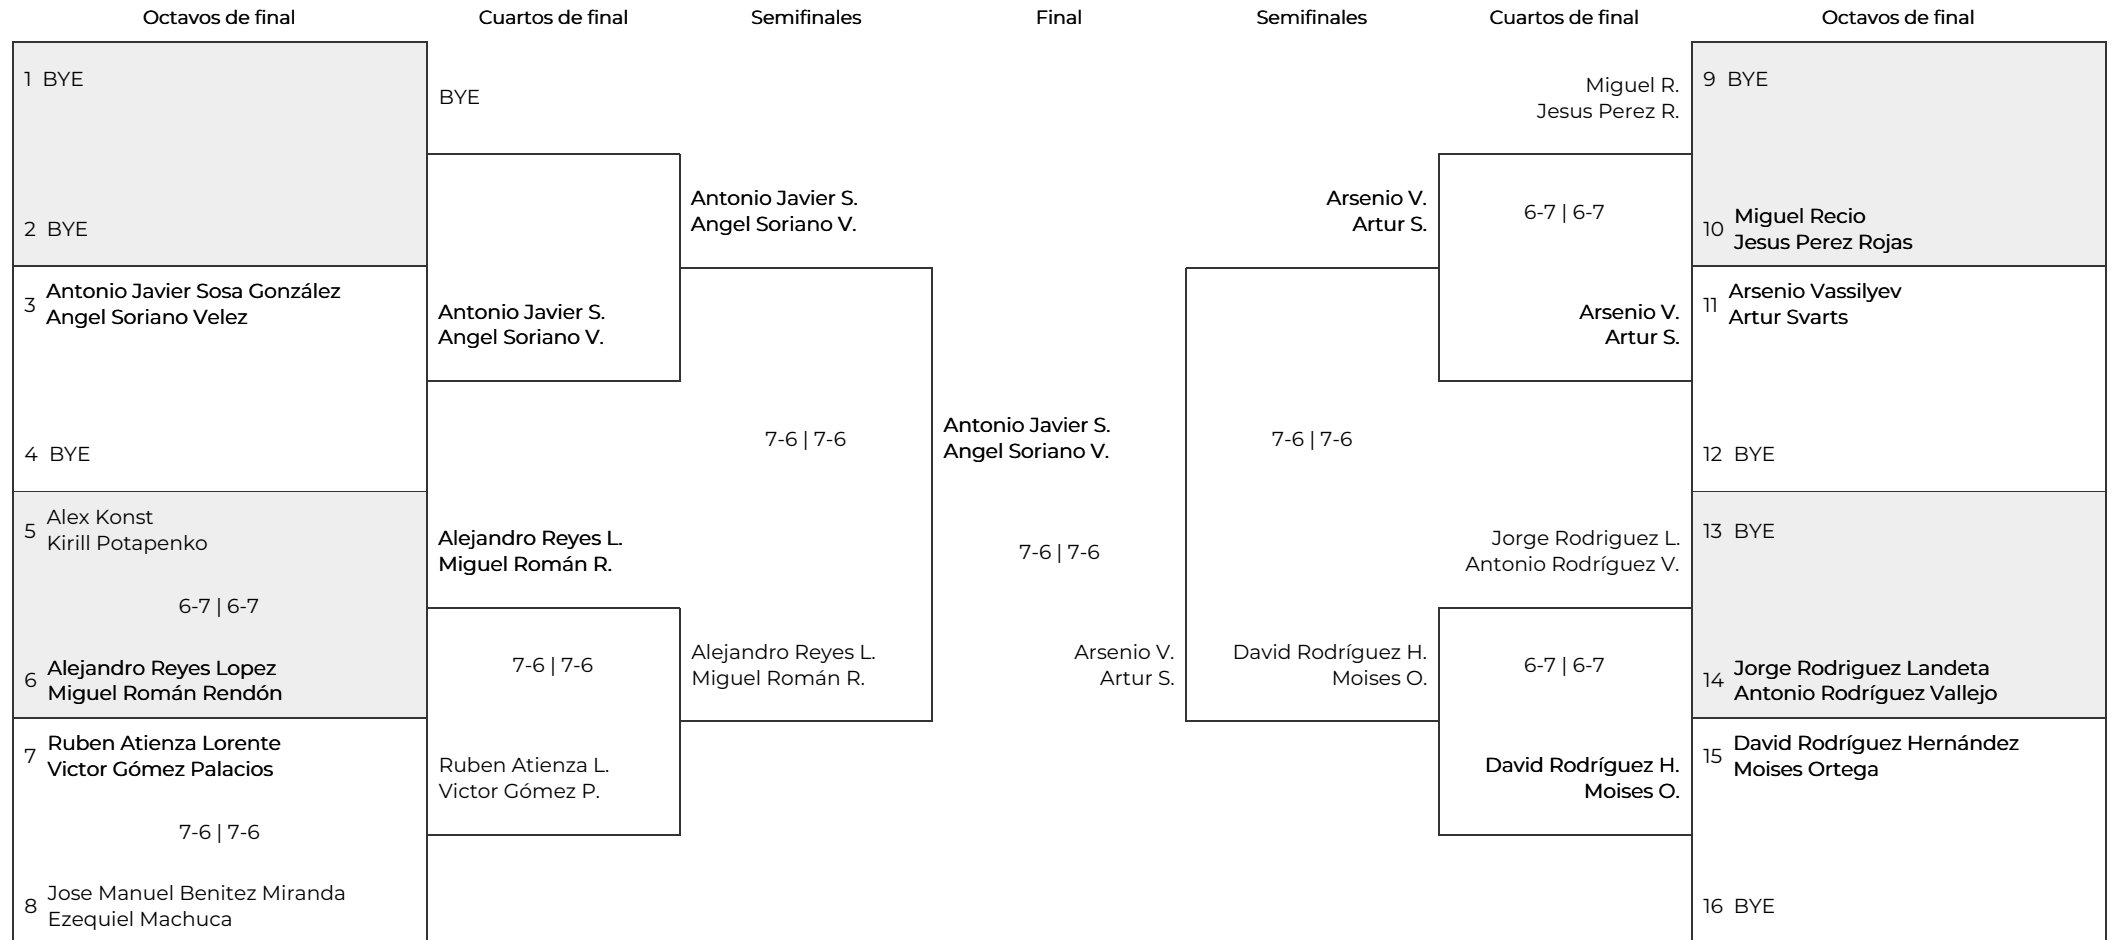 Octavos de final
Cuartos de final
Semifinales
Final
Semifinales
Cuartos de final
Octavos de final
1 BYE
2 BYE
3 Antonio Javier Sosa González
Angel Soriano Velez
4 BYE
5 Alex Konst
Kirill Potapenko
6-7 | 6-7
6 Alejandro Reyes Lopez
Miguel Román Rendón
7 Ruben Atienza Lorente
Victor Gómez Palacios
7-6 | 7-6
8 Jose Manuel Benitez Miranda
Ezequiel Machuca
BYE
Antonio Javier S.
Angel Soriano V.
Alejandro Reyes L.
Miguel Román R.
7-6 | 7-6
Ruben Atienza L.
Victor Gómez P.
Antonio Javier S.
Angel Soriano V.
7-6 | 7-6
Alejandro Reyes L.
Miguel Román R.
Antonio Javier S.
Angel Soriano V.
7-6 | 7-6
Arsenio V.
Artur S.
Arsenio V.
Artur S.
7-6 | 7-6
David Rodríguez H.
Moises O.
Miguel R.
Jesus Perez R.
6-7 | 6-7
Arsenio V.
Artur S.
Jorge Rodriguez L.
Antonio Rodríguez V.
6-7 | 6-7
David Rodríguez H.
Moises O.
9 BYE
10 Miguel Recio
Jesus Perez Rojas
11 Arsenio Vassilyev
Artur Svarts
12 BYE
13 BYE
14 Jorge Rodriguez Landeta
Antonio Rodríguez Vallejo
15 David Rodríguez Hernández
Moises Ortega
16 BYE